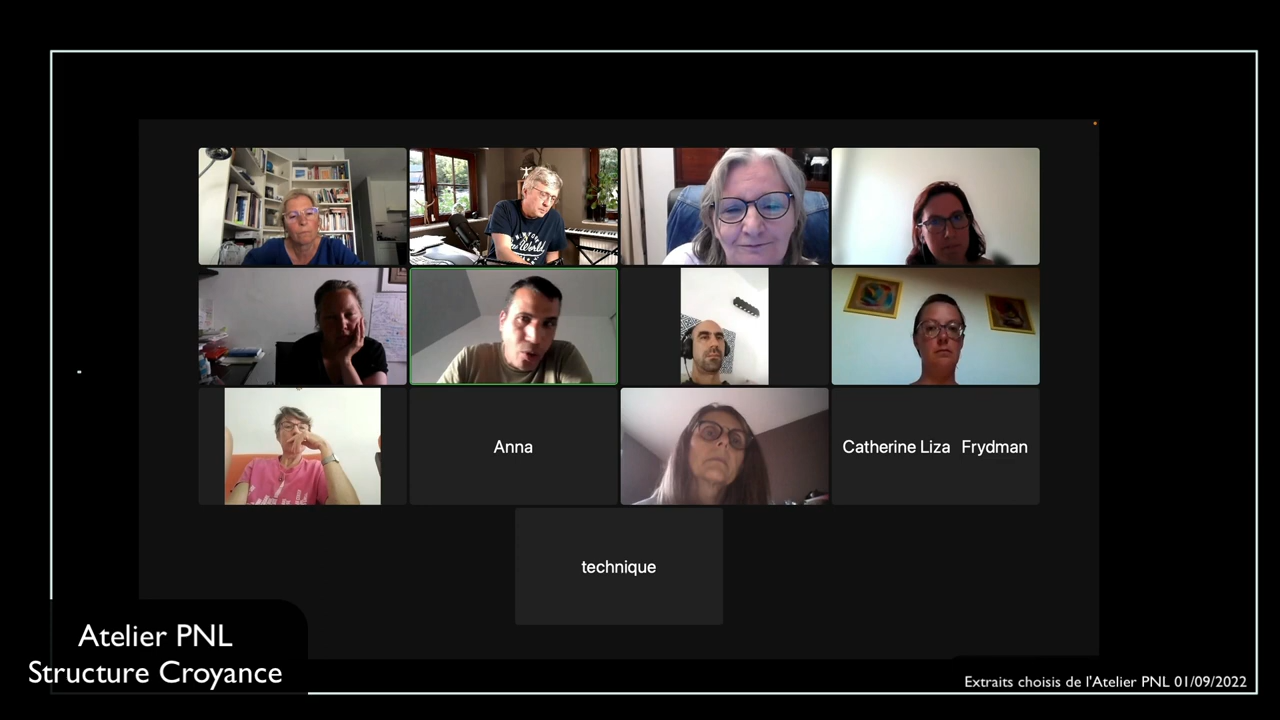 Anna
Catherine Liza Frydman
technique
Atelier PNL
Structure Croyance
Extraits choisis de l'Atelier PNL 01/09/2022